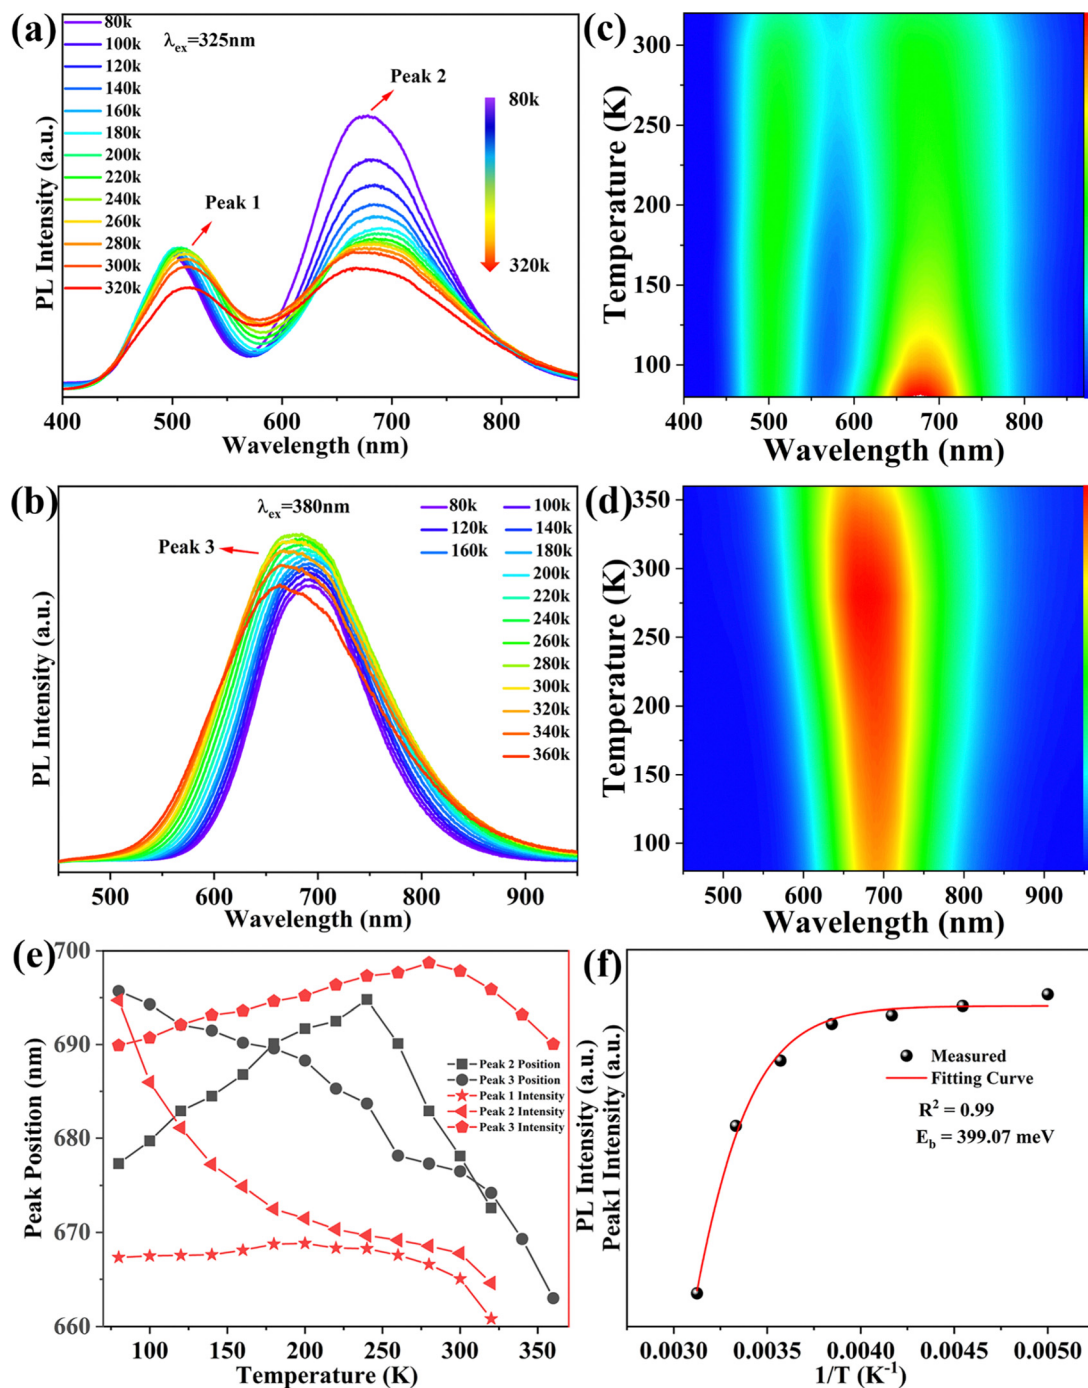 (a)
λex=325nm
80k
100k
120k
140k
160k
180k
200k
220k
240k
260k
280k
300k
320k
Peak 1
Peak 2
80k
320k
PL Intensity (a.u.)
400 500 600 700 800
Wavelength (nm)
(c)
Temperature (K)
300
250
200
150
100
400 500 600 700 800
Wavelength (nm)
(b)
λex=380nm
Peak 3
80k 100k
120k 140k
160k 180k
200k
220k
240k
260k
280k
300k
320k
340k
360k
PL Intensity (a.u.)
500 600 700 800 900
Wavelength (nm)
(d)
Temperature (K)
350
300
250
200
150
100
500 600 700 800 900
Wavelength (nm)
(e)
Peak Position (nm)
700
690
680
670
660
Peak 2 Position
Peak 3 Position
Peak 1 Intensity
Peak 2 Intensity
Peak 3 Intensity
100 150 200 250 300 350
Temperature (K)
PL Intensity (a.u.)
(f)
Peak1 Intensity (a.u.)
Measured
Fitting Curve
R² = 0.99
Eb = 399.07 meV
0.0030 0.0035 0.0040 0.0045 0.0050
1/T (K⁻¹)